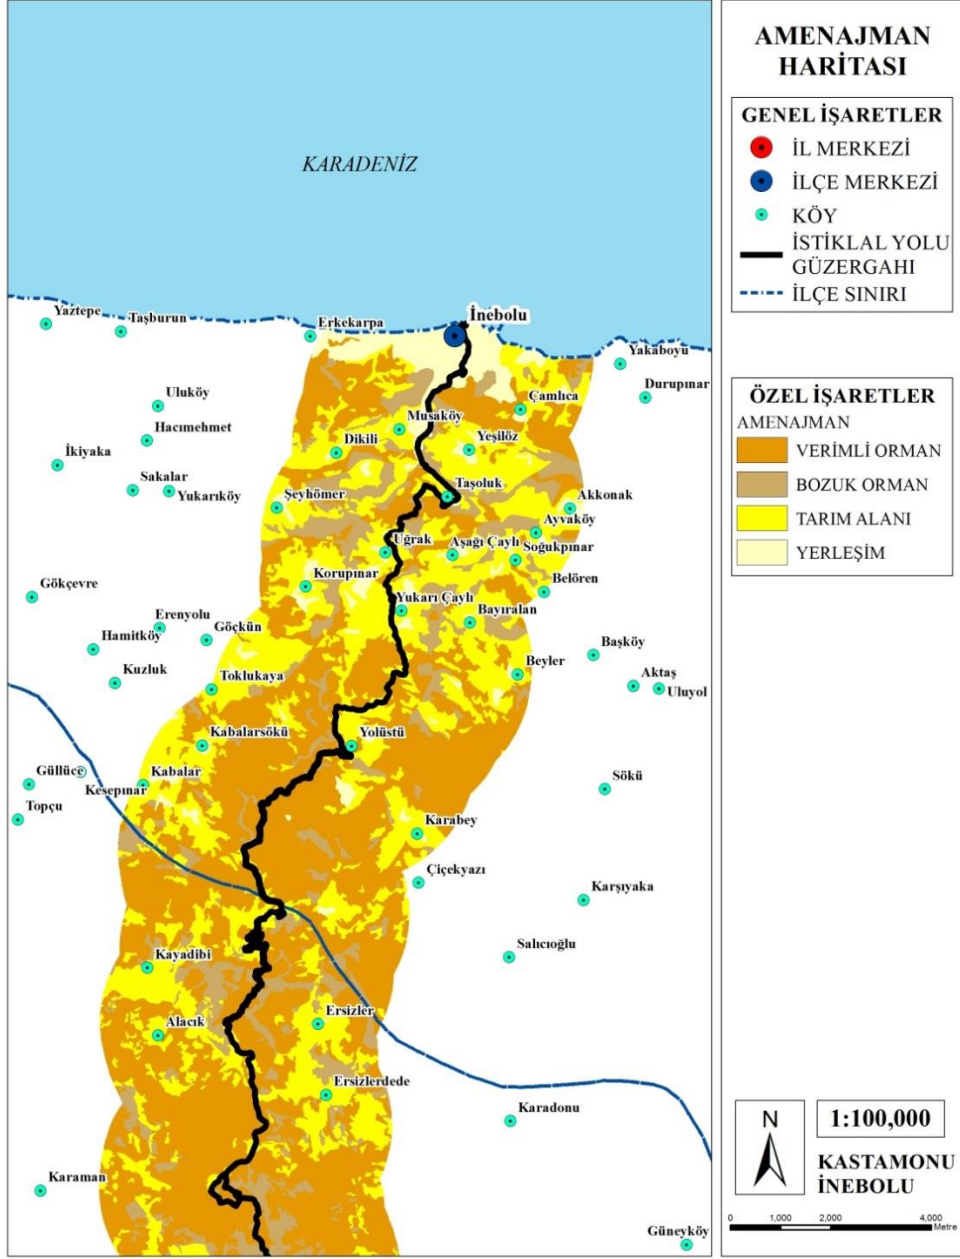 KARADENİZ
İnebolu
Yaztepe
Taşburun
Erkekarpa
Yakaboyu
Durupınar
Uluköy
Çamlıca
Musaköy
Hacımehmet
Dikili
Yeşilöz
İkiyaka
Sakalar
Yukarıköy
Şeyhömer
Taşoluk
Akkonak
Ayvaköy
Uğrak
Aşağı Çaylı
Soğukpınar
Korupınar
Belören
Gökçevre
Yukarı Çaylı
Erenyolu
Göçkün
Bayıralan
Hamitköy
Başköy
Kuzluk
Toklukaya
Beyler
Aktaş
Uluyol
Kabalarsökü
Yolüstü
Güllüce
Kesepınar
Kabalar
Sökü
Topçu
Karabey
Çiçekyazı
Karşıyaka
Salıcıoğlu
Kayadibi
Ersizler
Alacık
Ersizlerdede
Karadonu
Karaman
Güneyköy
AMENAJMAN
HARİTASI
GENEL İŞARETLER
İL MERKEZİ
İLÇE MERKEZİ
KÖY
İSTİKLAL YOLU
GÜZERGAHI
İLÇE SINIRI
ÖZEL İŞARETLER
AMENAJMAN
VERİMLİ ORMAN
BOZUK ORMAN
TARIM ALANI
YERLEŞİM
N
1:100,000
KASTAMONU
İNEBOLU
0 1,000 2,000 4,000
Metre